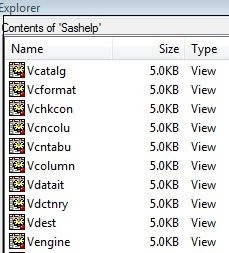 Explorer
Contents of 'Sashelp'
Name Size Type
Vcatalg 5.0KB View
Vcformat 5.0KB View
Vchkcon 5.0KB View
Vcncolu 5.0KB View
Vcntabu 5.0KB View
Vcolumn 5.0KB View
Vdatait 5.0KB View
Vdctnry 5.0KB View
Vdest 5.0KB View
Vengine 5.0KB View